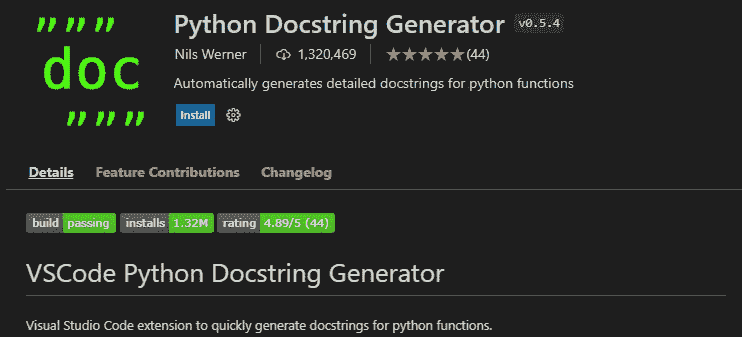 """
doc
"""
Python Docstring Generator v0.5.4
Nils Werner 1,320,469 ★★★★★(44)
Automatically generates detailed docstrings for python functions
Install
Details Feature Contributions Changelog
build passing installs 1.32M rating 4.89/5 (44)
VSCode Python Docstring Generator
Visual Studio Code extension to quickly generate docstrings for python functions.